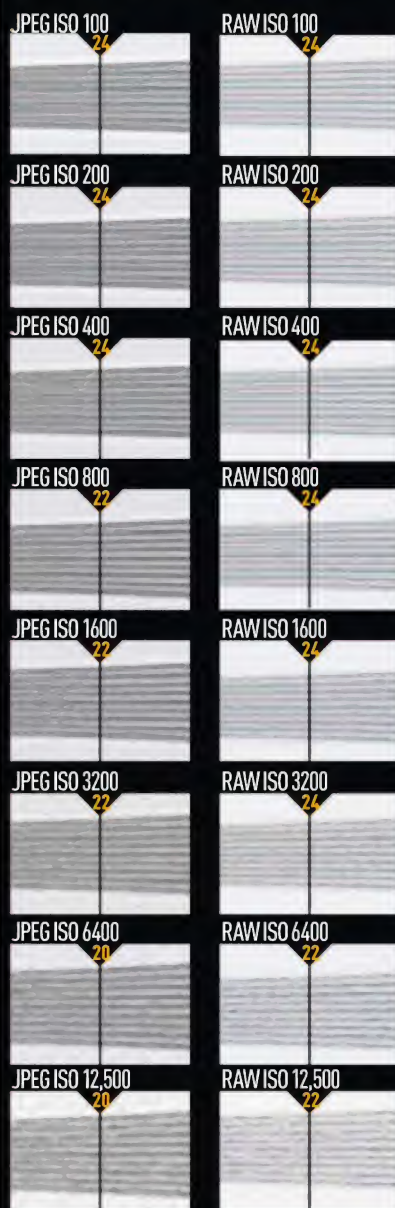 JPEG ISO 100
24
RAW ISO 100
24
JPEG ISO 200
24
RAW ISO 200
24
JPEG ISO 400
24
RAW ISO 400
24
JPEG ISO 800
22
RAW ISO 800
24
JPEG ISO 1600
22
RAW ISO 1600
24
JPEG ISO 3200
22
RAW ISO 3200
24
JPEG ISO 6400
20
RAW ISO 6400
22
JPEG ISO 12,500
20
RAW ISO 12,500
22